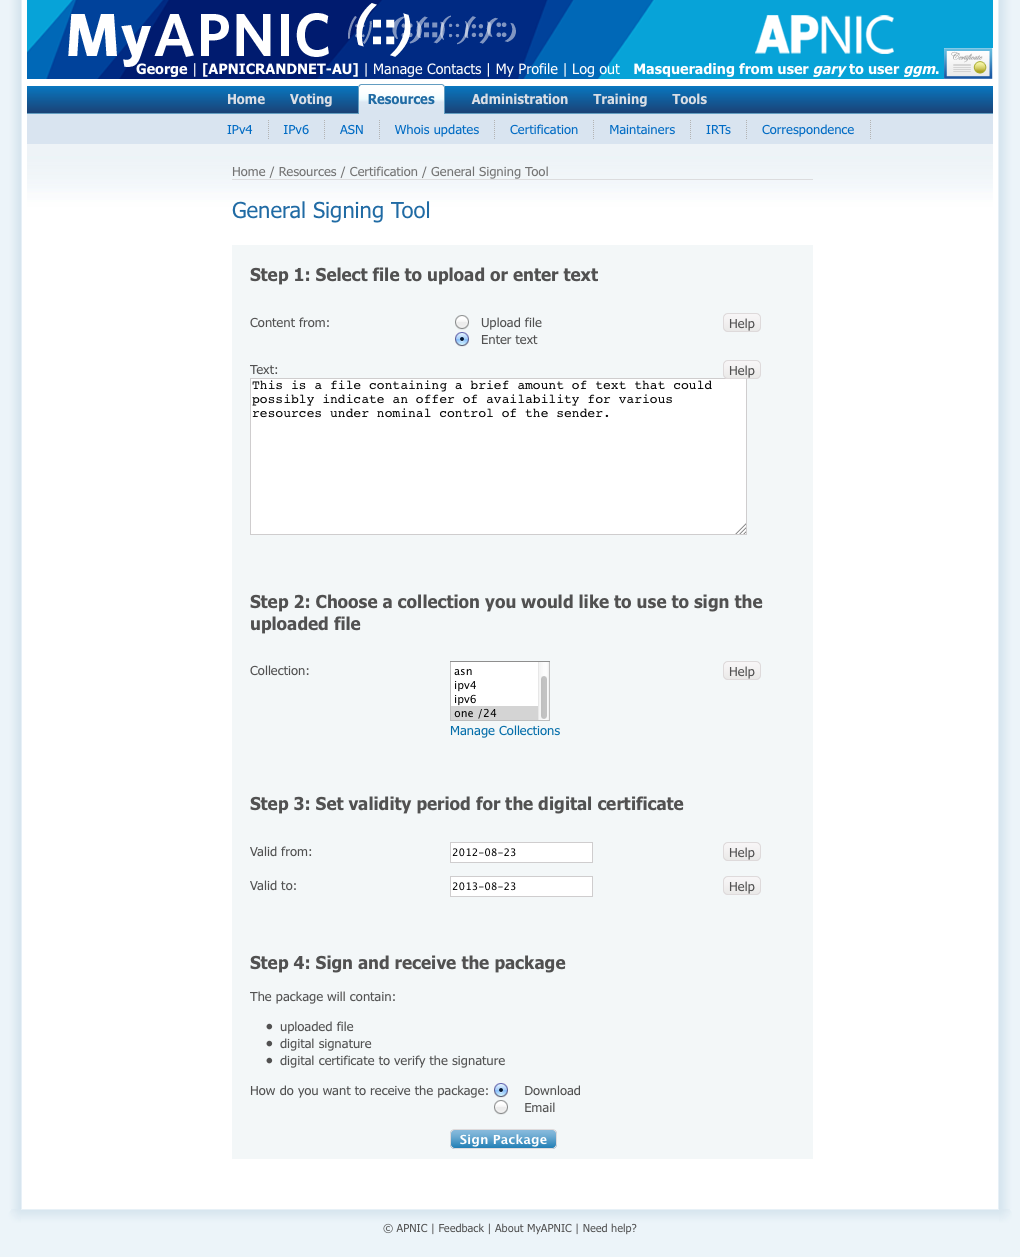 MyAPNIC (::)
APNIC
George | [APNICRANDNET-AU] | Manage Contacts | My Profile | Log out Masquerading from user gary to user ggm.
Certificate
Home Voting Resources Administration Training Tools
IPv4 IPv6 ASN Whois updates Certification Maintainers IRTs Correspondence
Home / Resources / Certification / General Signing Tool
General Signing Tool
Step 1: Select file to upload or enter text
Content from: Upload file Help
Enter text
Text: Help
This is a file containing a brief amount of text that could
possibly indicate an offer of availability for various
resources under nominal control of the sender.
Step 2: Choose a collection you would like to use to sign the
uploaded file
Collection: asn Help
ipv4
ipv6
one /24
Manage Collections
Step 3: Set validity period for the digital certificate
Valid from: 2012-08-23 Help
Valid to: 2013-08-23 Help
Step 4: Sign and receive the package
The package will contain:
• uploaded file
• digital signature
• digital certificate to verify the signature
How do you want to receive the package: Download
Email
Sign Package
© APNIC | Feedback | About MyAPNIC | Need help?